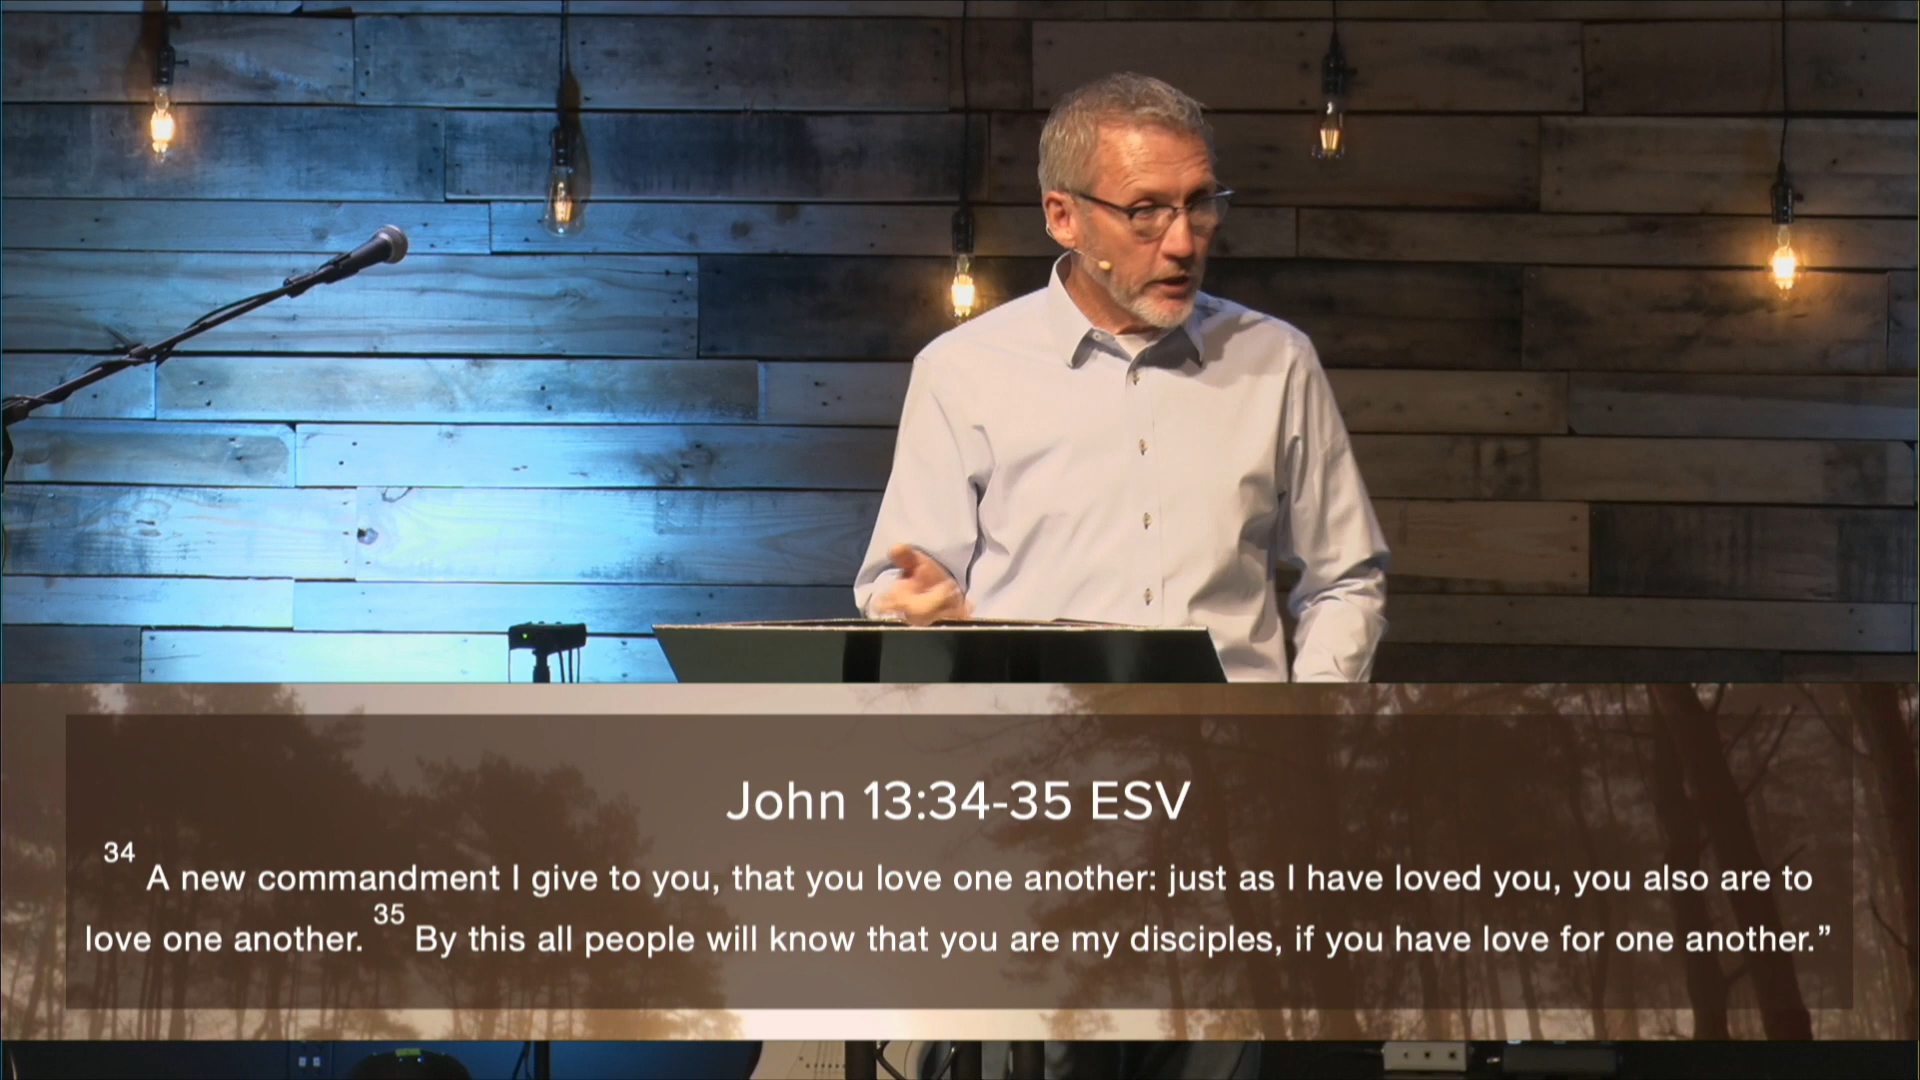 John 13:34-35 ESV
34 A new commandment I give to you, that you love one another: just as I have loved you, you also are to
love one another. 35 By this all people will know that you are my disciples, if you have love for one another.”